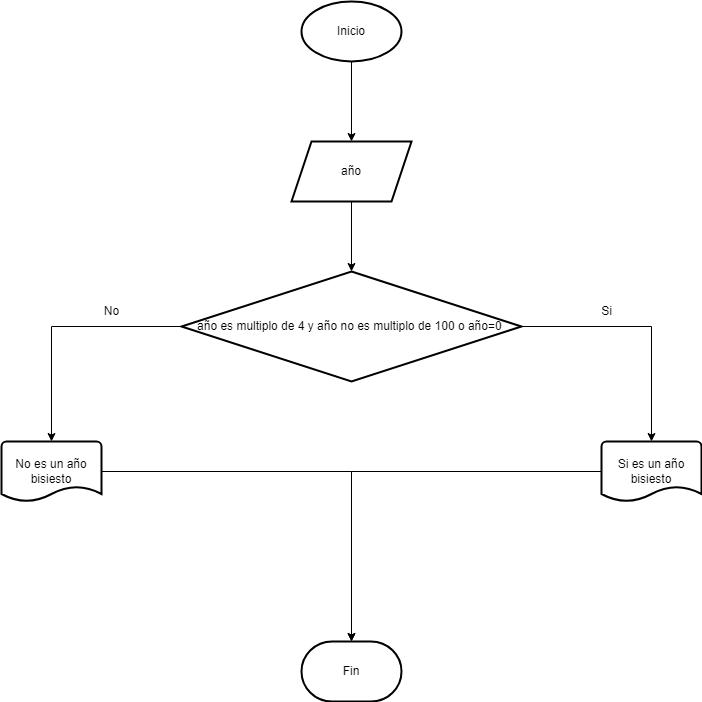 Inicio
año
año es multiplo de 4 y año no es multiplo de 100 o año=0
No
Si
No es un año
bisiesto
Si es un año
bisiesto
Fin